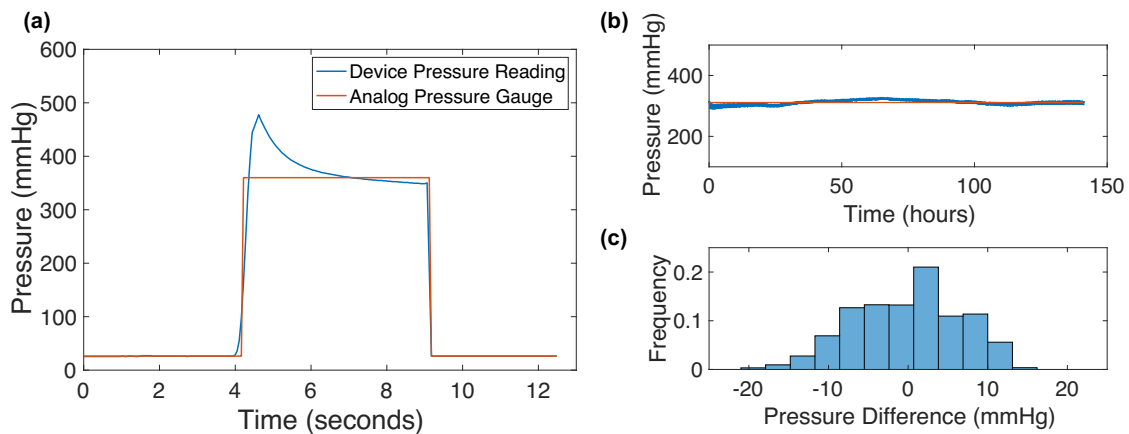 (a)
Pressure (mmHg)
600
500
400
300
200
100
0
Device Pressure Reading
Analog Pressure Gauge
0 2 4 6 8 10 12
Time (seconds)
(b)
Pressure (mmHg)
400
200
0 50 100 150
Time (hours)
(c)
Frequency
0.2
0.1
0
-20 -10 0 10 20
Pressure Difference (mmHg)